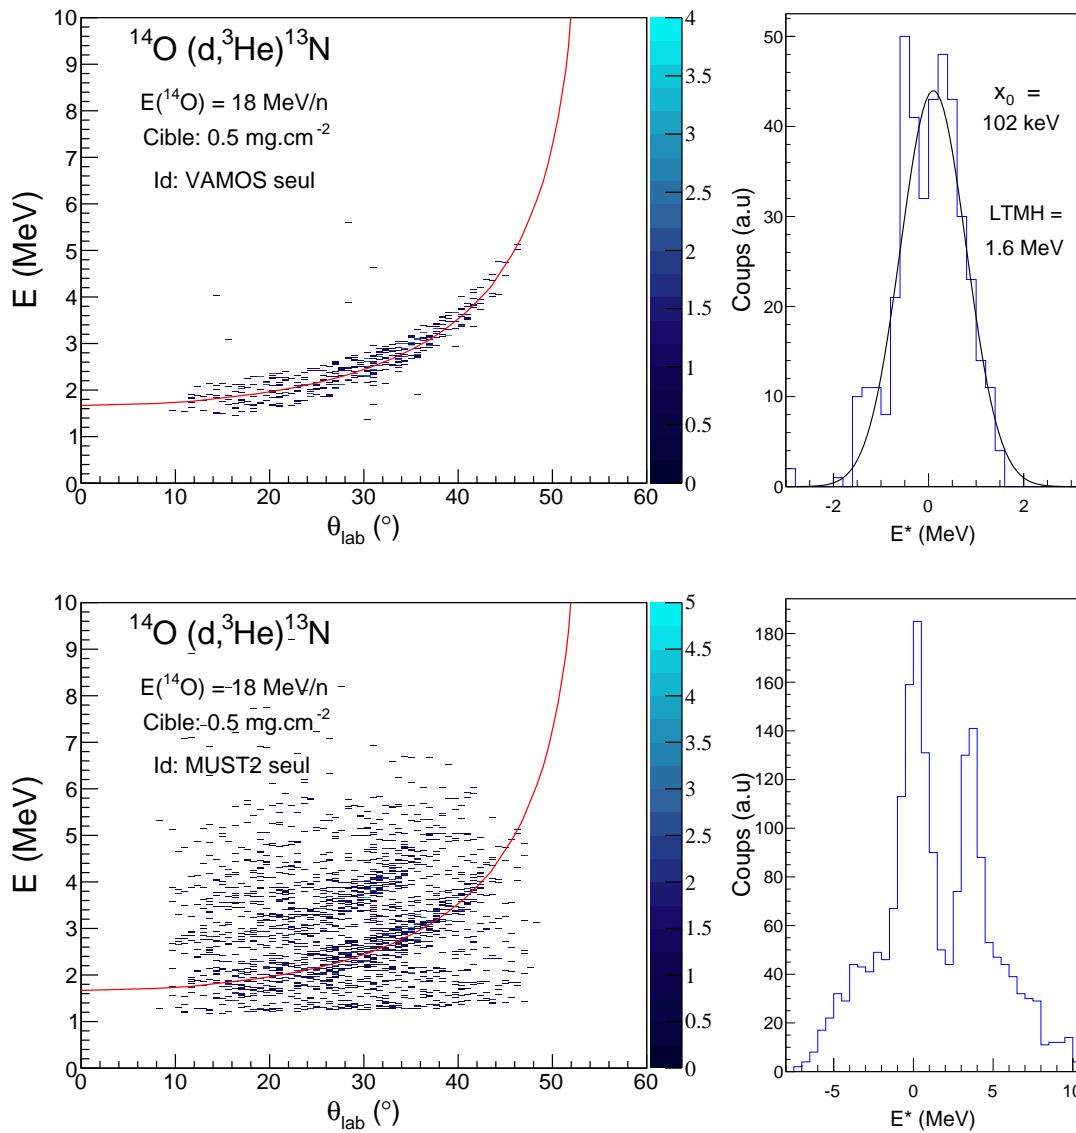 ¹⁴O (d,³He)¹³N
E(¹⁴O) = 18 MeV/n
Cible: 0.5 mg.cm⁻²
Id: VAMOS seul
E (MeV)
10
9
8
7
6
5
4
3
2
1
0
0 10 20 30 40 50 60
θ_lab (°)
4
3.5
3
2.5
2
1.5
1
0.5
0
Coups (a.u)
50
40
30
20
10
0
x₀ =
102 keV
LTMH =
1.6 MeV
-2 0 2
E* (MeV)
¹⁴O (d,³He)¹³N
E(¹⁴O) = 18 MeV/n
Cible: 0.5 mg.cm⁻²
Id: MUST2 seul
E (MeV)
10
9
8
7
6
5
4
3
2
1
0
0 10 20 30 40 50 60
θ_lab (°)
5
4.5
4
3.5
3
2.5
2
1.5
1
0.5
0
Coups (a.u)
180
160
140
120
100
80
60
40
20
0
-5 0 5 10
E* (MeV)